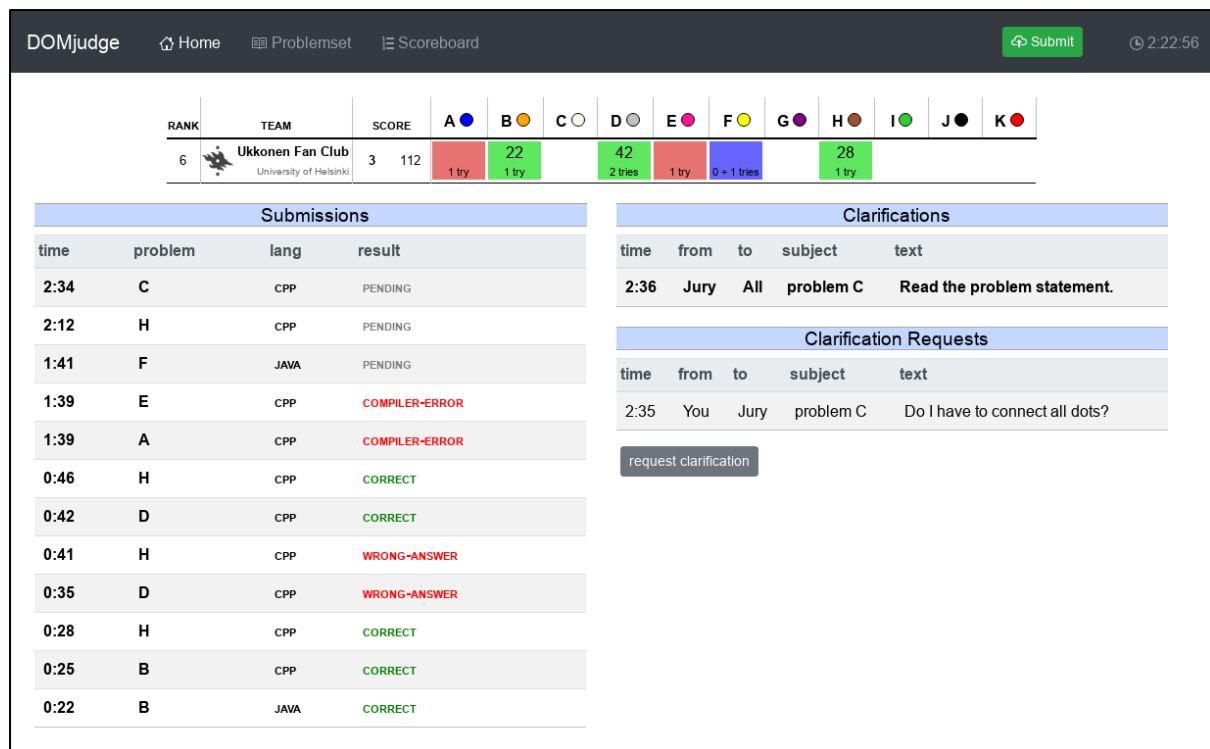 DOMjudge Home Problemset Scoreboard Submit 2:22:56
RANK TEAM SCORE A B C D E F G H I J K
6 Ukkonen Fan Club 3 112 22 42 28
University of Helsinki 1 try 1 try 2 tries 1 try 0 + 1 tries 1 try
Submissions
time problem lang result
2:34 C CPP PENDING
2:12 H CPP PENDING
1:41 F JAVA PENDING
1:39 E CPP COMPILER-ERROR
1:39 A CPP COMPILER-ERROR
0:46 H CPP CORRECT
0:42 D CPP CORRECT
0:41 H CPP WRONG-ANSWER
0:35 D CPP WRONG-ANSWER
0:28 H CPP CORRECT
0:25 B CPP CORRECT
0:22 B JAVA CORRECT
Clarifications
time from to subject text
2:36 Jury All problem C Read the problem statement.
Clarification Requests
time from to subject text
2:35 You Jury problem C Do I have to connect all dots?
request clarification